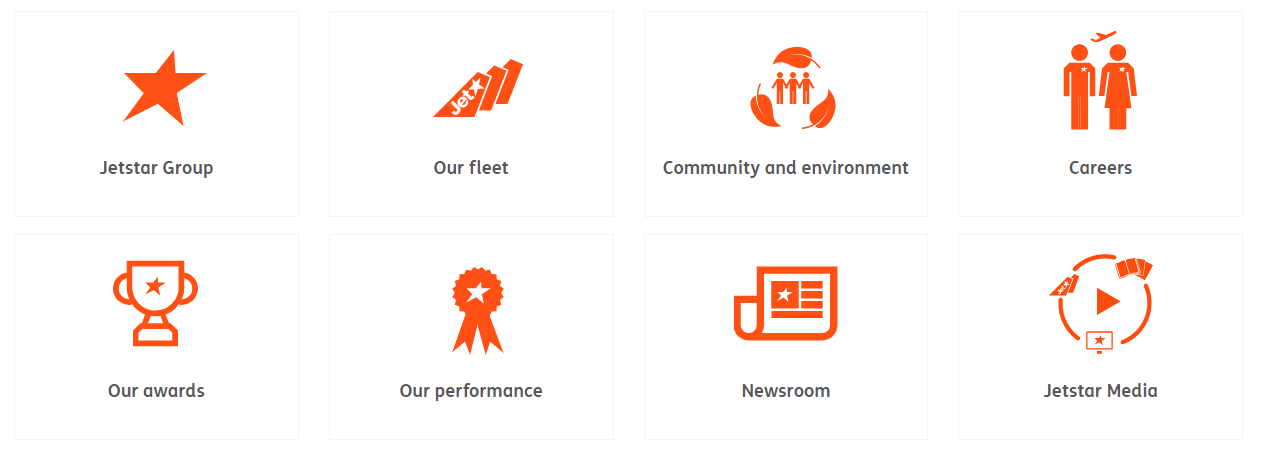 Jet
Jetstar Group
Our fleet
Community and environment
Careers
Our awards
Our performance
Newsroom
Jetstar Media